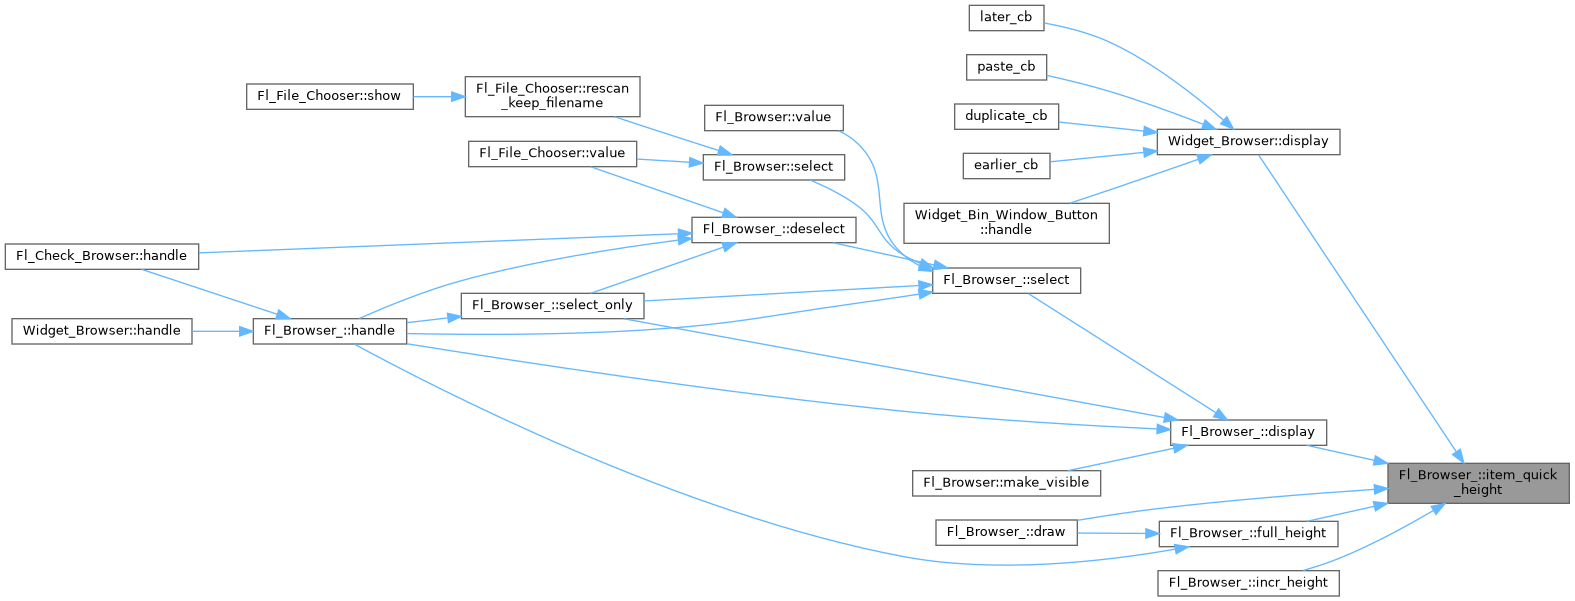 later_cb
paste_cb
Fl_File_Chooser::show
Fl_File_Chooser::rescan
_keep_filename
Fl_Browser::value
duplicate_cb
Widget_Browser::display
Fl_File_Chooser::value
Fl_Browser::select
earlier_cb
Widget_Bin_Window_Button
::handle
Fl_Browser_::deselect
Fl_Check_Browser::handle
Fl_Browser_::select
Fl_Browser_::select_only
Widget_Browser::handle
Fl_Browser_::handle
Fl_Browser_::display
Fl_Browser::make_visible
Fl_Browser_::item_quick
_height
Fl_Browser_::draw
Fl_Browser_::full_height
Fl_Browser_::incr_height